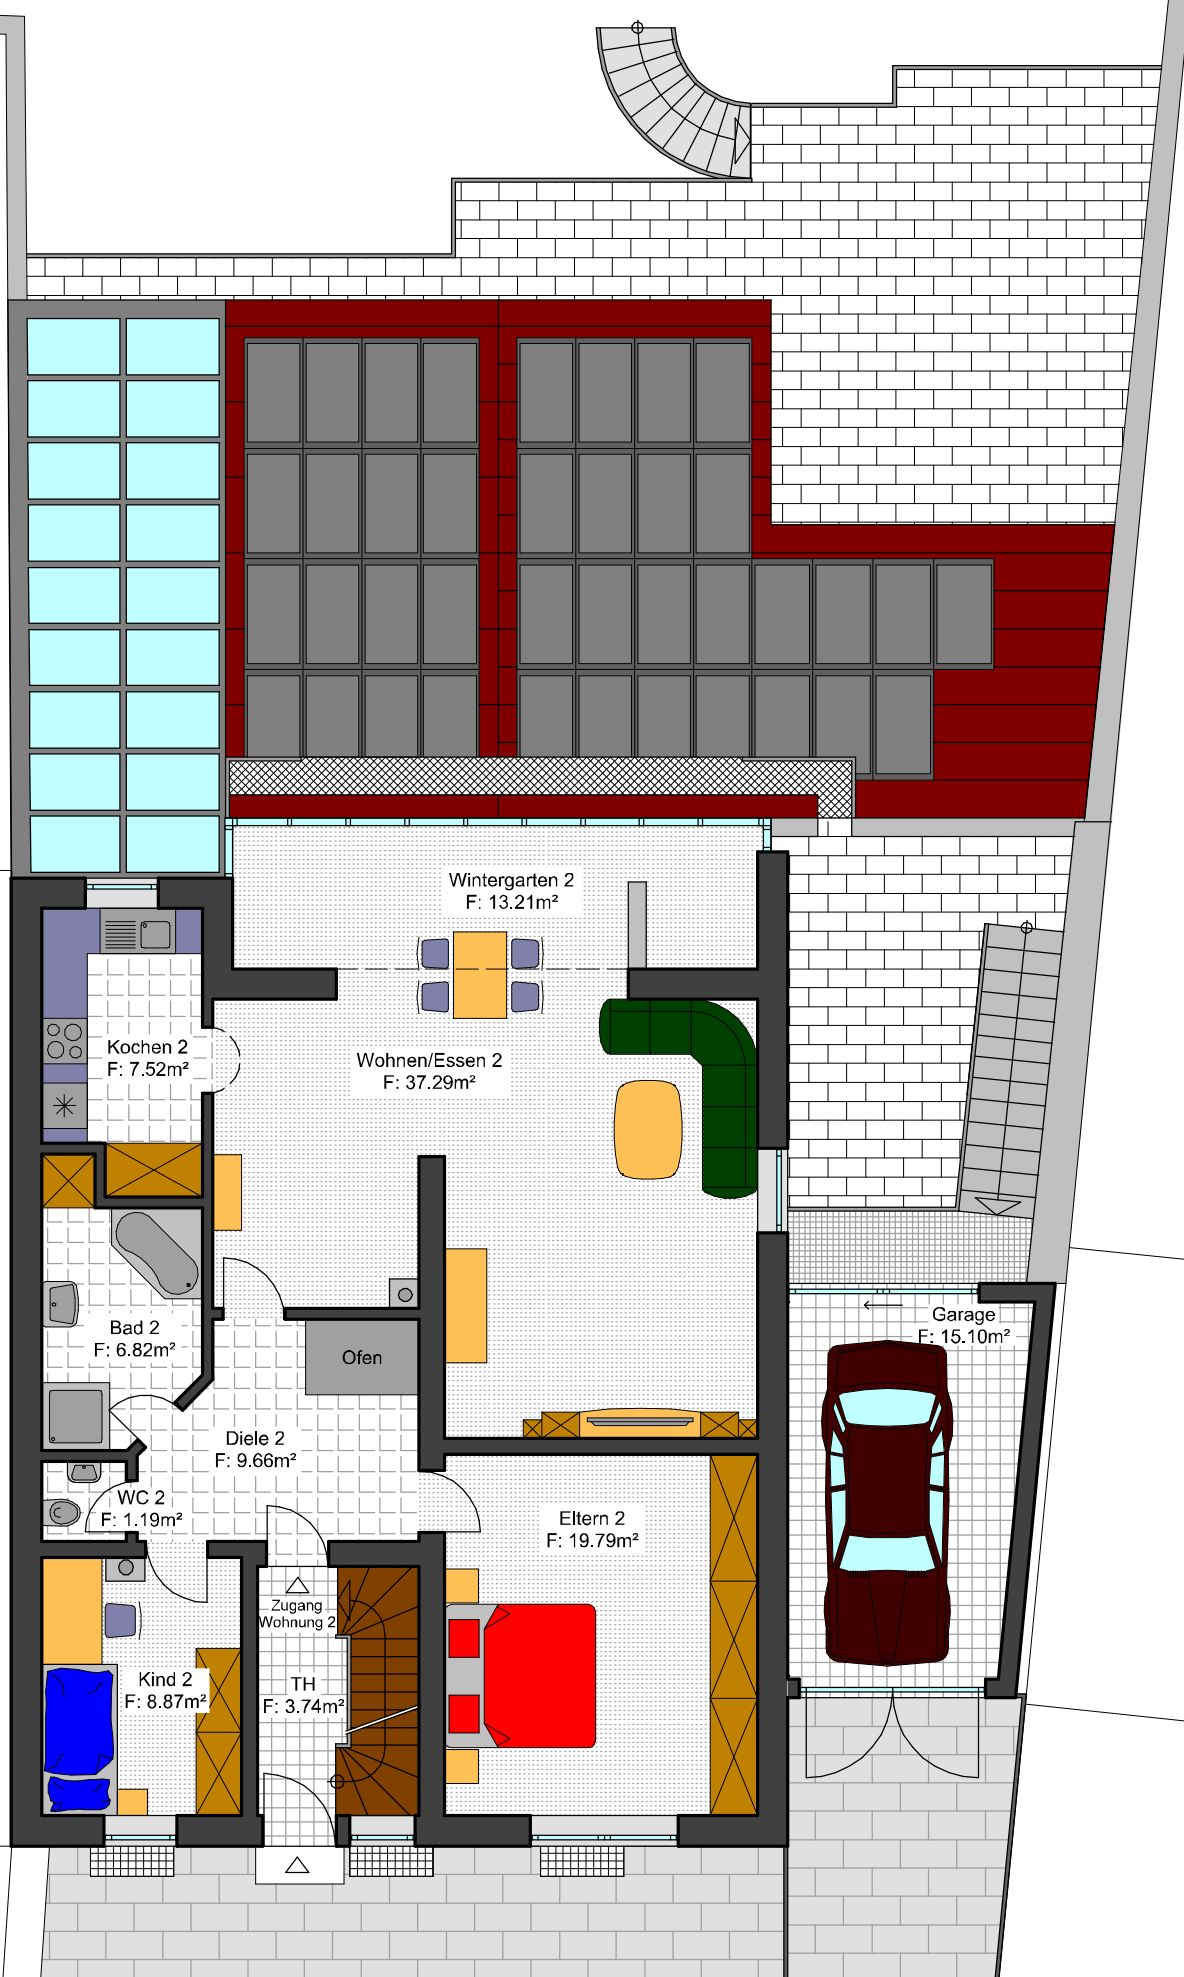 Wintergarten 2
F: 13.21m²
Kochen 2
F: 7.52m²
Wohnen/Essen 2
F: 37.29m²
Garage
F: 15.10m²
Bad 2
F: 6.82m²
Ofen
Diele 2
F: 9.66m²
WC 2
F: 1.19m²
Eltern 2
F: 19.79m²
Zugang
Wohnung 2
Kind 2
F: 8.87m²
TH
F: 3.74m²